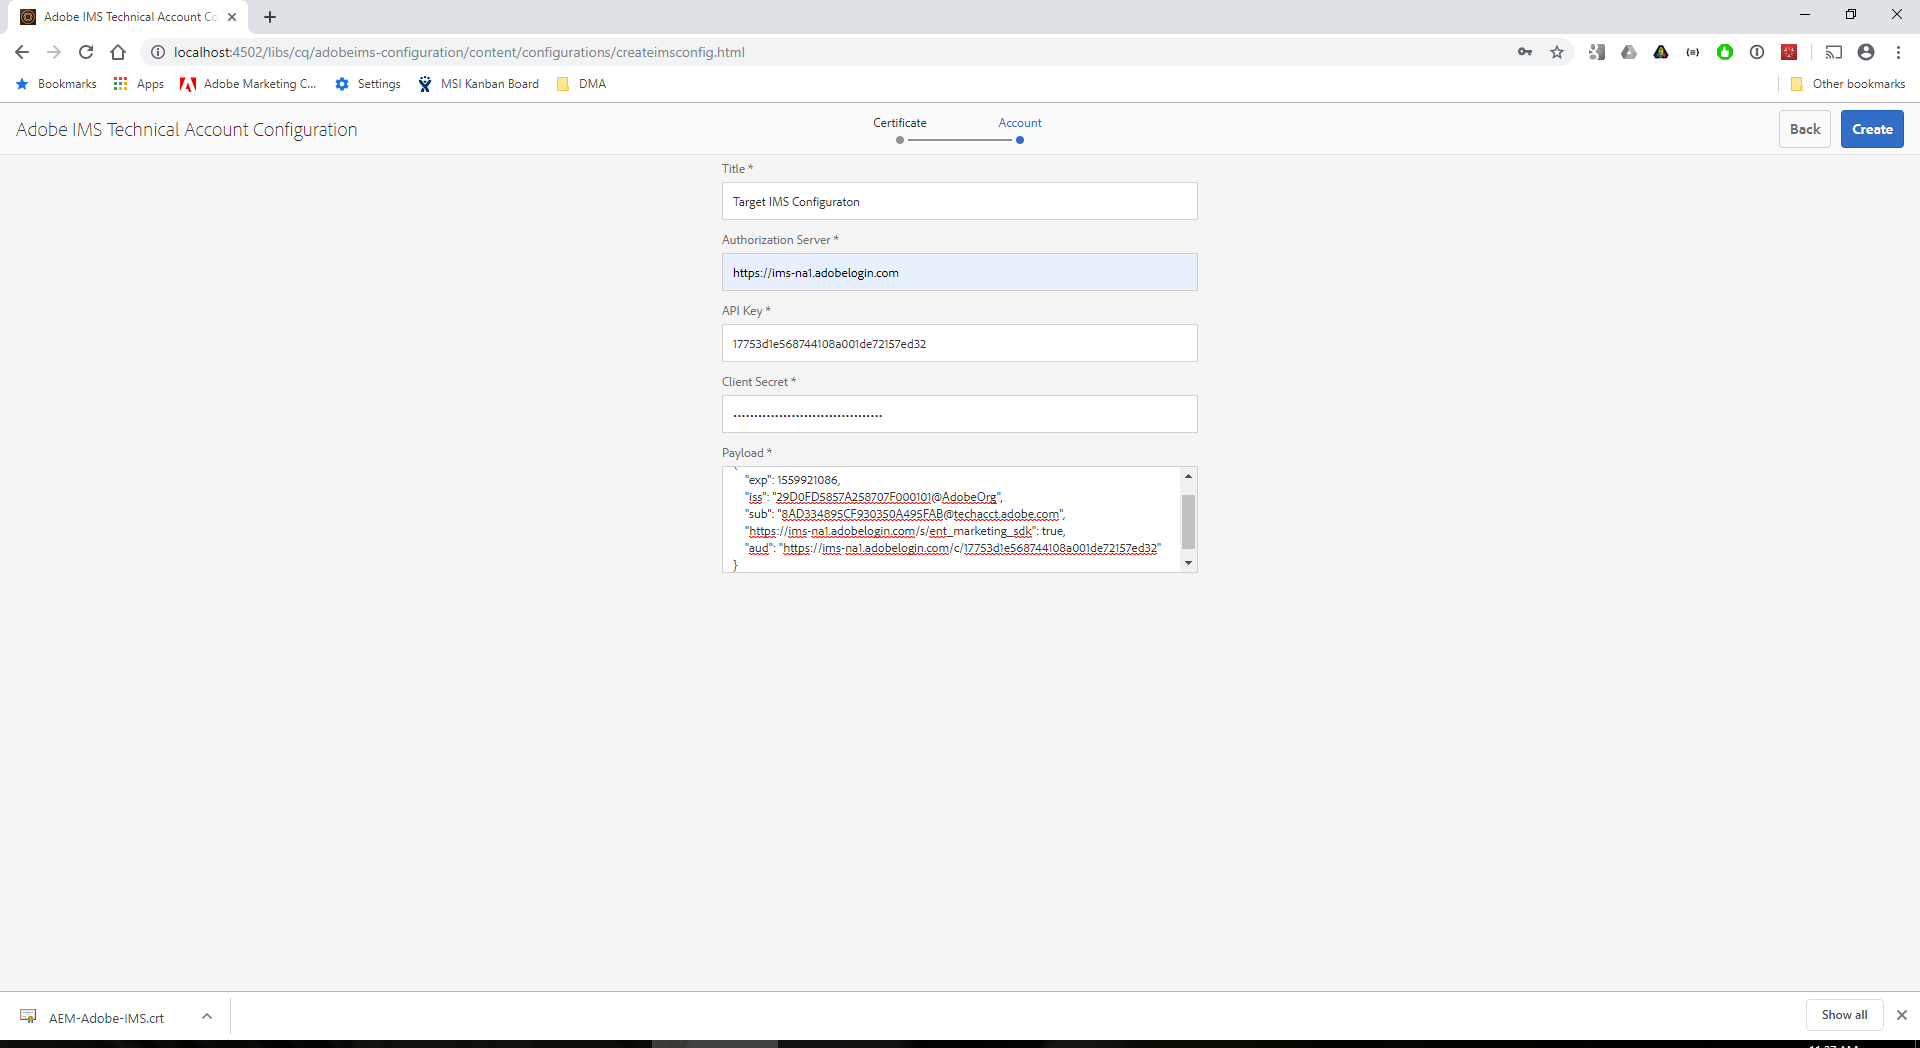 Adobe IMS Technical Account Co
localhost:4502/libs/cq/adobeims-configuration/content/configurations/createimsconfig.html
Bookmarks Apps Adobe Marketing C... Settings MSI Kanban Board DMA Other bookmarks
Adobe IMS Technical Account Configuration
Certificate Account
Back Create
Title *
Target IMS Configuraton
Authorization Server *
https://ims-na1.adobelogin.com
API Key *
17753d1e568744108a001de72157ed32
Client Secret *
Payload *
"exp": 1559921086,
"iss": "29D0FD5857A258707F000101@AdobeOrg",
"sub": "8AD334895CF930350A495FAB@techacct.adobe.com",
"https://ims-na1.adobelogin.com/s/ent_marketing_sdk": true,
"aud": "https://ims-na1.adobelogin.com/c/17753d1e568744108a001de72157ed32"
}
AEM-Adobe-IMS.crt
Show all